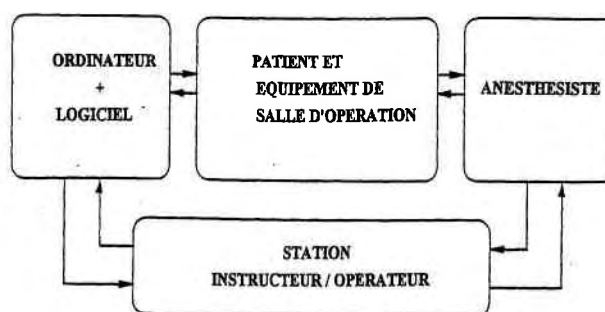 ORDINATEUR
+
LOGICIEL
PATIENT ET
EQUIPEMENT DE
SALLE D'OPERATION
ANESTHESISTE
STATION
INSTRUCTEUR / OPERATEUR